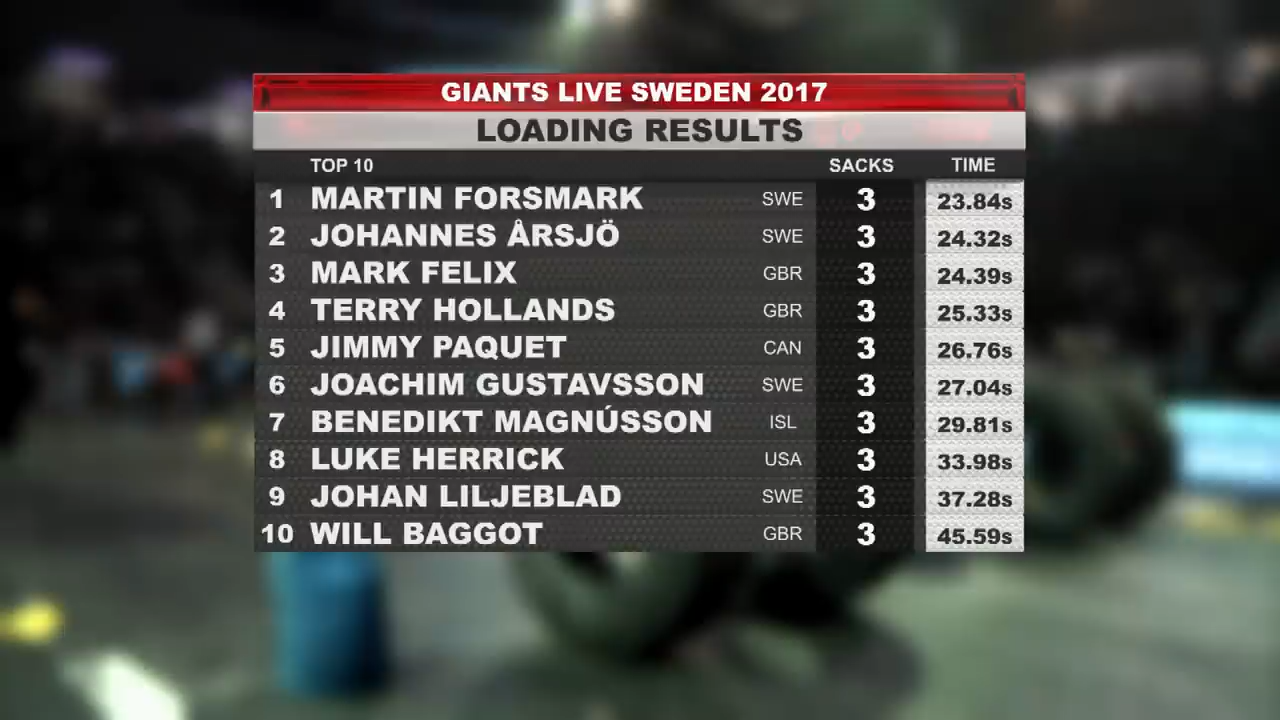 GIANTS LIVE SWEDEN 2017
LOADING RESULTS
TOP 10 SACKS TIME
1 MARTIN FORSMARK SWE 3 23.84s
2 JOHANNES ÅRSJÖ SWE 3 24.32s
3 MARK FELIX GBR 3 24.39s
4 TERRY HOLLANDS GBR 3 25.33s
5 JIMMY PAQUET CAN 3 26.76s
6 JOACHIM GUSTAVSSON SWE 3 27.04s
7 BENEDIKT MAGNÚSSON ISL 3 29.81s
8 LUKE HERRICK USA 3 33.98s
9 JOHAN LILJEBLAD SWE 3 37.28s
10 WILL BAGGOT GBR 3 45.59s